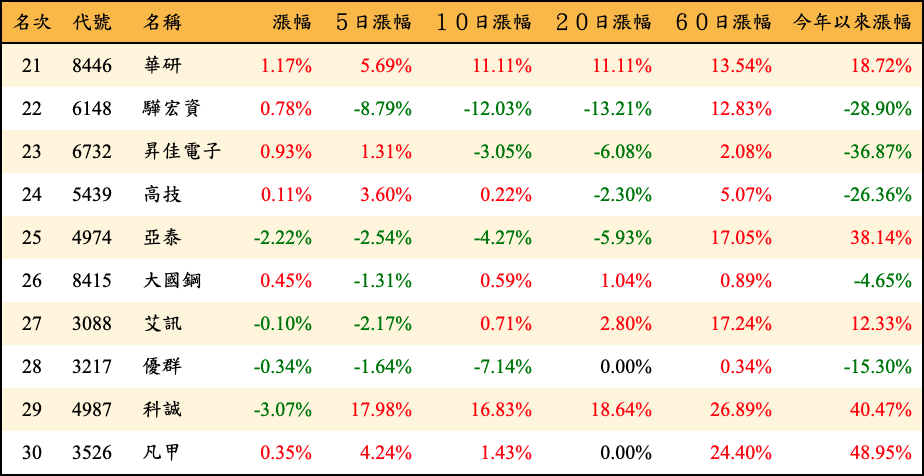 名次 代號 名稱 漲幅 5日漲幅 10日漲幅 20日漲幅 60日漲幅 今年以來漲幅
21 8446 華研 1.17% 5.69% 11.11% 11.11% 13.54% 18.72%
22 6148 驊宏資 0.78% -8.79% -12.03% -13.21% 12.83% -28.90%
23 6732 昇佳電子 0.93% 1.31% -3.05% -6.08% 2.08% -36.87%
24 5439 高技 0.11% 3.60% 0.22% -2.30% 5.07% -26.36%
25 4974 亞泰 -2.22% -2.54% -4.27% -5.93% 17.05% 38.14%
26 8415 大國鋼 0.45% -1.31% 0.59% 1.04% 0.89% -4.65%
27 3088 艾訊 -0.10% -2.17% 0.71% 2.80% 17.24% 12.33%
28 3217 優群 -0.34% -1.64% -7.14% 0.00% 0.34% -15.30%
29 4987 科誠 -3.07% 17.98% 16.83% 18.64% 26.89% 40.47%
30 3526 凡甲 0.35% 4.24% 1.43% 0.00% 24.40% 48.95%